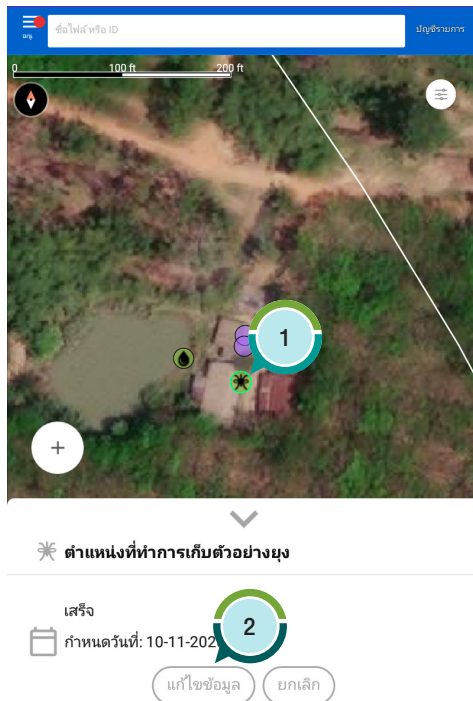 ชื่อไฟล์ หรือ ID
เมนู
บัญชีรายการ
0 100 ft 200 ft
1
ตำแหน่งที่ทำการเก็บตัวอย่างยุง
เสร็จ
2
กำหนดวันที่: 10-11-202
แก้ไขข้อมูล ยกเลิก